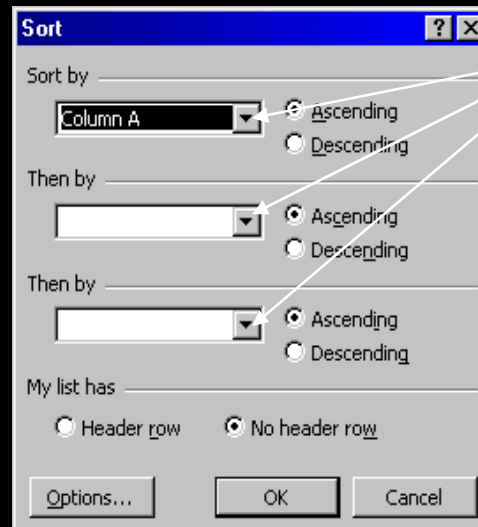 Sort
Sort by
Column A
Ascending
Descending
Then by
Ascending
Descending
Then by
Ascending
Descending
My list has
Header row
No header row
Options...
OK
Cancel